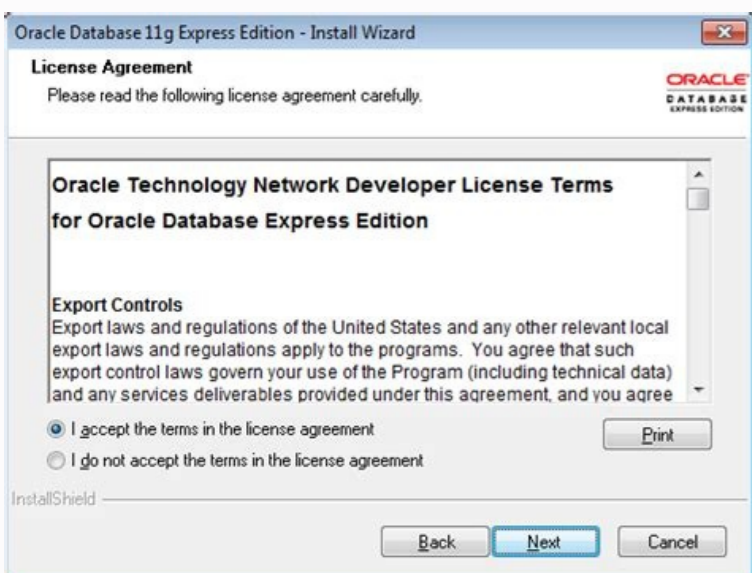 Oracle Database 11g Express Edition - Install Wizard
License Agreement
Please read the following license agreement carefully.
ORACLE
DATABASE
EXPRESS EDITION
Oracle Technology Network Developer License Terms
for Oracle Database Express Edition
Export Controls
Export laws and regulations of the United States and any other relevant local
export laws and regulations apply to the programs. You agree that such
export control laws govern your use of the Program (including technical data)
and any services deliverables provided under this agreement, and you agree
I accept the terms in the license agreement
Print
I do not accept the terms in the license agreement
InstallShield
Back
Next
Cancel